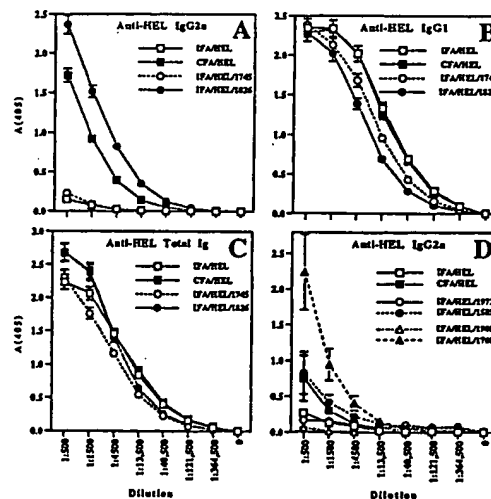 Anti-HEL IgG2a
A
IFA/HEL
CFA/HEL
IFA/HEL/1745
IFA/HEL/1826
A(405)
2.5
2.0
1.5
1.0
0.5
0.0
Anti-HEL IgG1
B
IFA/HEL
CFA/HEL
2.5
2.0
1.5
1.0
0.5
0.0
Anti-HEL Total Ig
C
IFA/HEL
CFA/HEL
IFA/HEL/1745
IFA/HEL/1826
A(405)
2.5
2.0
1.5
1.0
0.5
0.0
1:500
1:1500
1:4500
1:13,500
1:40,500
1:121,500
1:364,500
0
Dilution
Anti-HEL IgG2a
D
IFA/HEL
CFA/HEL
2.5
2.0
1.5
1.0
0.5
0.0
1:500
1:1500
1:4500
1:13,500
1:40,500
1:121,500
1:364,500
0
Dilution